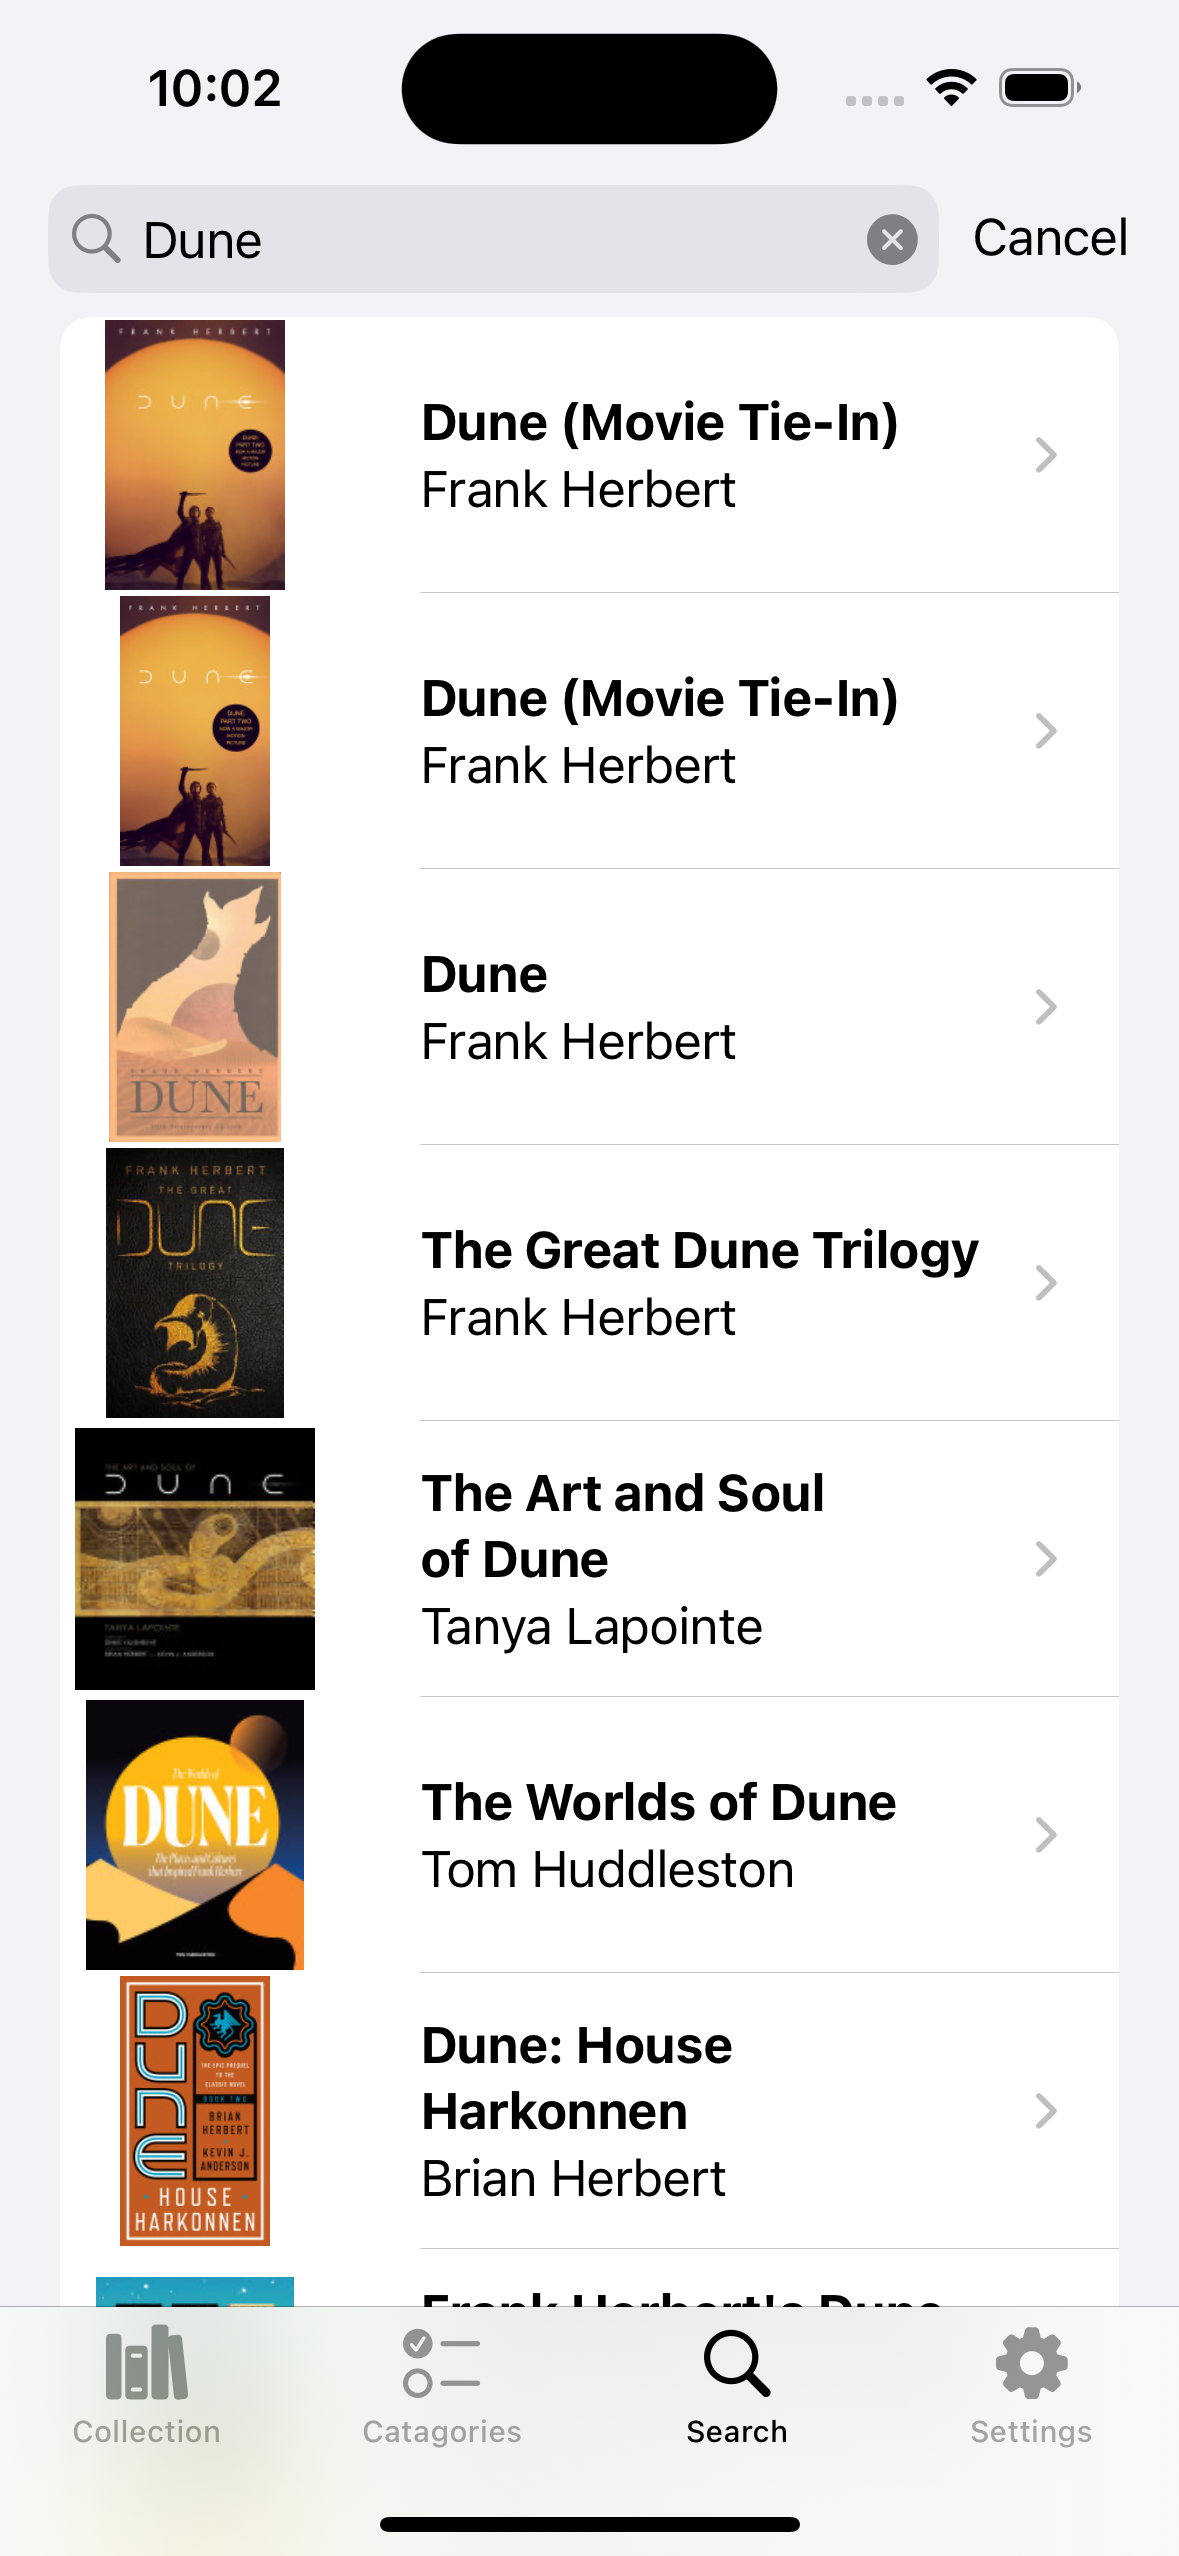 10:02
Dune
Cancel
FRANK HERBERT
DUNE
DUNE:
PART TWO
NOW A MAJOR
MOTION
PICTURE
Dune (Movie Tie-In)
Frank Herbert
FRANK HERBERT
DUNE
DUNE:
PART TWO
NOW A MAJOR
MOTION
PICTURE
Dune (Movie Tie-In)
Frank Herbert
FRANK HERBERT
DUNE
Dune
Frank Herbert
FRANK HERBERT
THE GREAT
DUNE
TRILOGY
The Great Dune Trilogy
Frank Herbert
THE ART AND SOUL OF
DUNE
TANYA LAPOINTE
The Art and Soul
of Dune
Tanya Lapointe
The Worlds of
DUNE
The Places and Cultures
that Inspired Frank Herbert
The Worlds of Dune
Tom Huddleston
DUNE
THE EPIC PREQUEL
TO THE
CLASSIC NOVEL
BOOK TWO
BRIAN
HERBERT
KEVIN J.
ANDERSON
HOUSE
HARKONNEN
Dune: House
Harkonnen
Brian Herbert
Frank Herbert's Dune
Collection
Catagories
Search
Settings